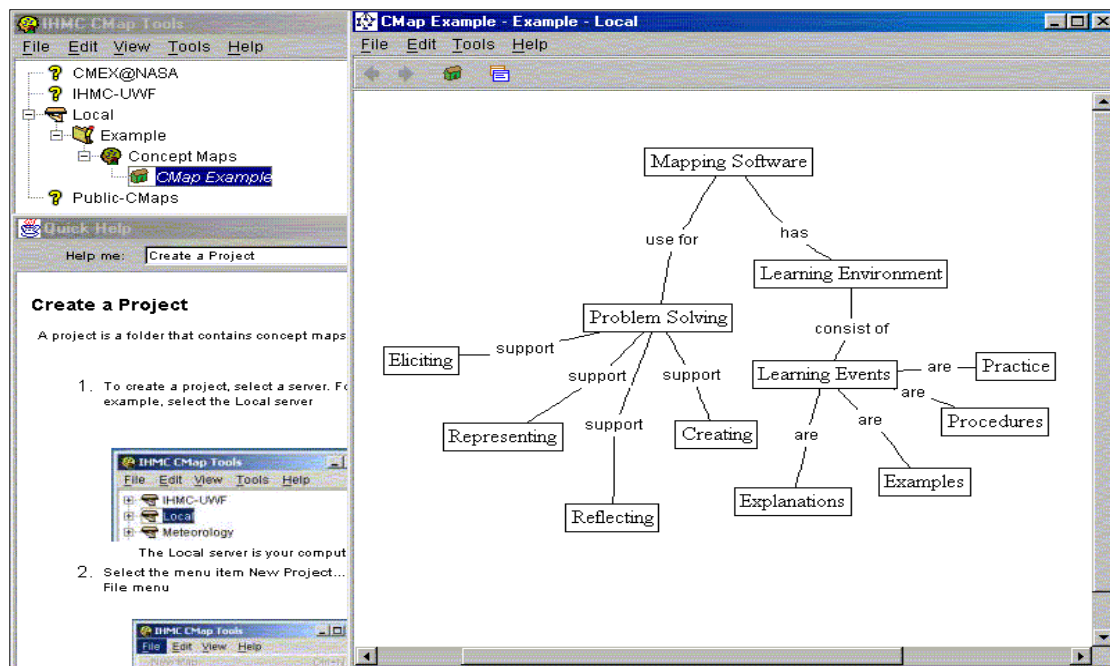 IHMC CMap Tools
File Edit View Tools Help
CMEX@NASA
IHMC-UWF
Local
Example
Concept Maps
CMap Example
Public-CMaps
Quick Help
Help me: Create a Project
Create a Project
A project is a folder that contains concept maps
1. To create a project, select a server. Fo
example, select the Local server
IHMC CMap Tools
File Edit View Tools Help
IHMC-UWF
Local
Meteorology
The Local server is your comput
2. Select the menu item New Project...
File menu
IHMC CMap Tools
File Edit View Help
New Map Ctrl+N
CMap Example - Example - Local
File Edit Tools Help
Mapping Software
use for
has
Learning Environment
Problem Solving
consist of
Eliciting
support
support
support
support
Learning Events
are
Practice
are
Procedures
Representing
Creating
are
are
Examples
Explanations
Reflecting